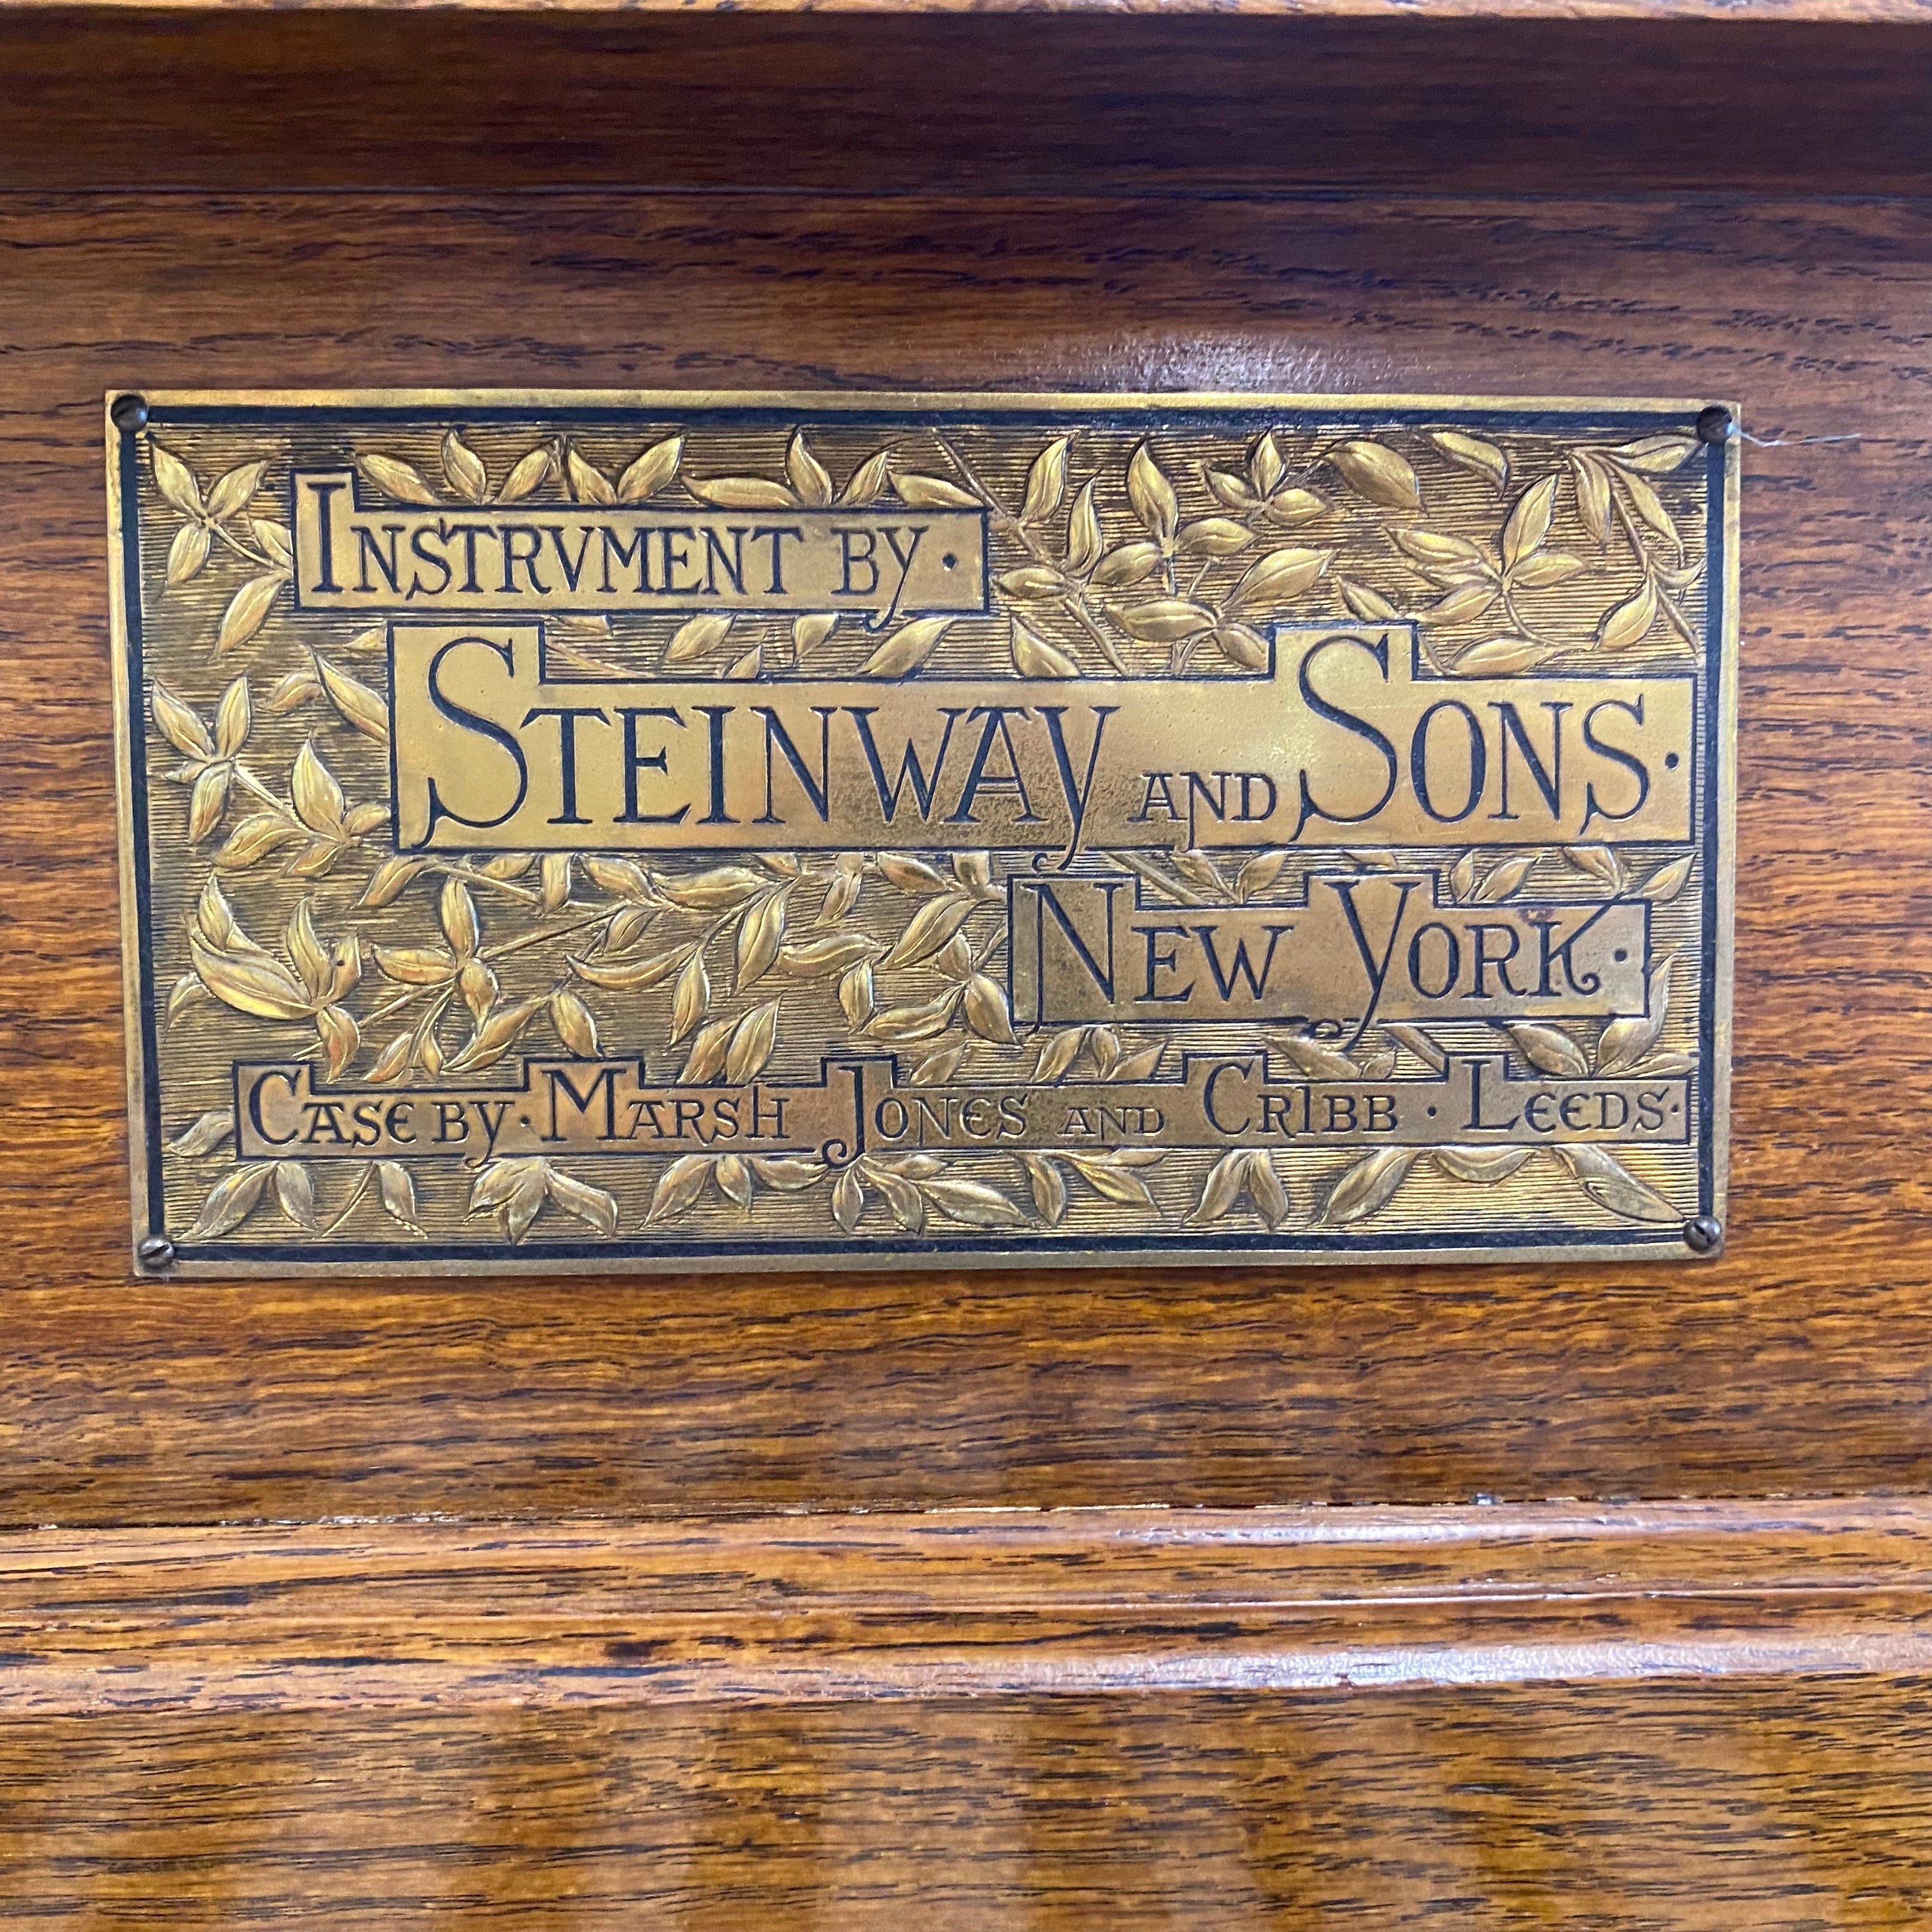 INSTRVMENT BY·
STEINWAY AND SONS·
NEW YORK·
CASE BY·MARSH JONES AND CRIBB·LEEDS·